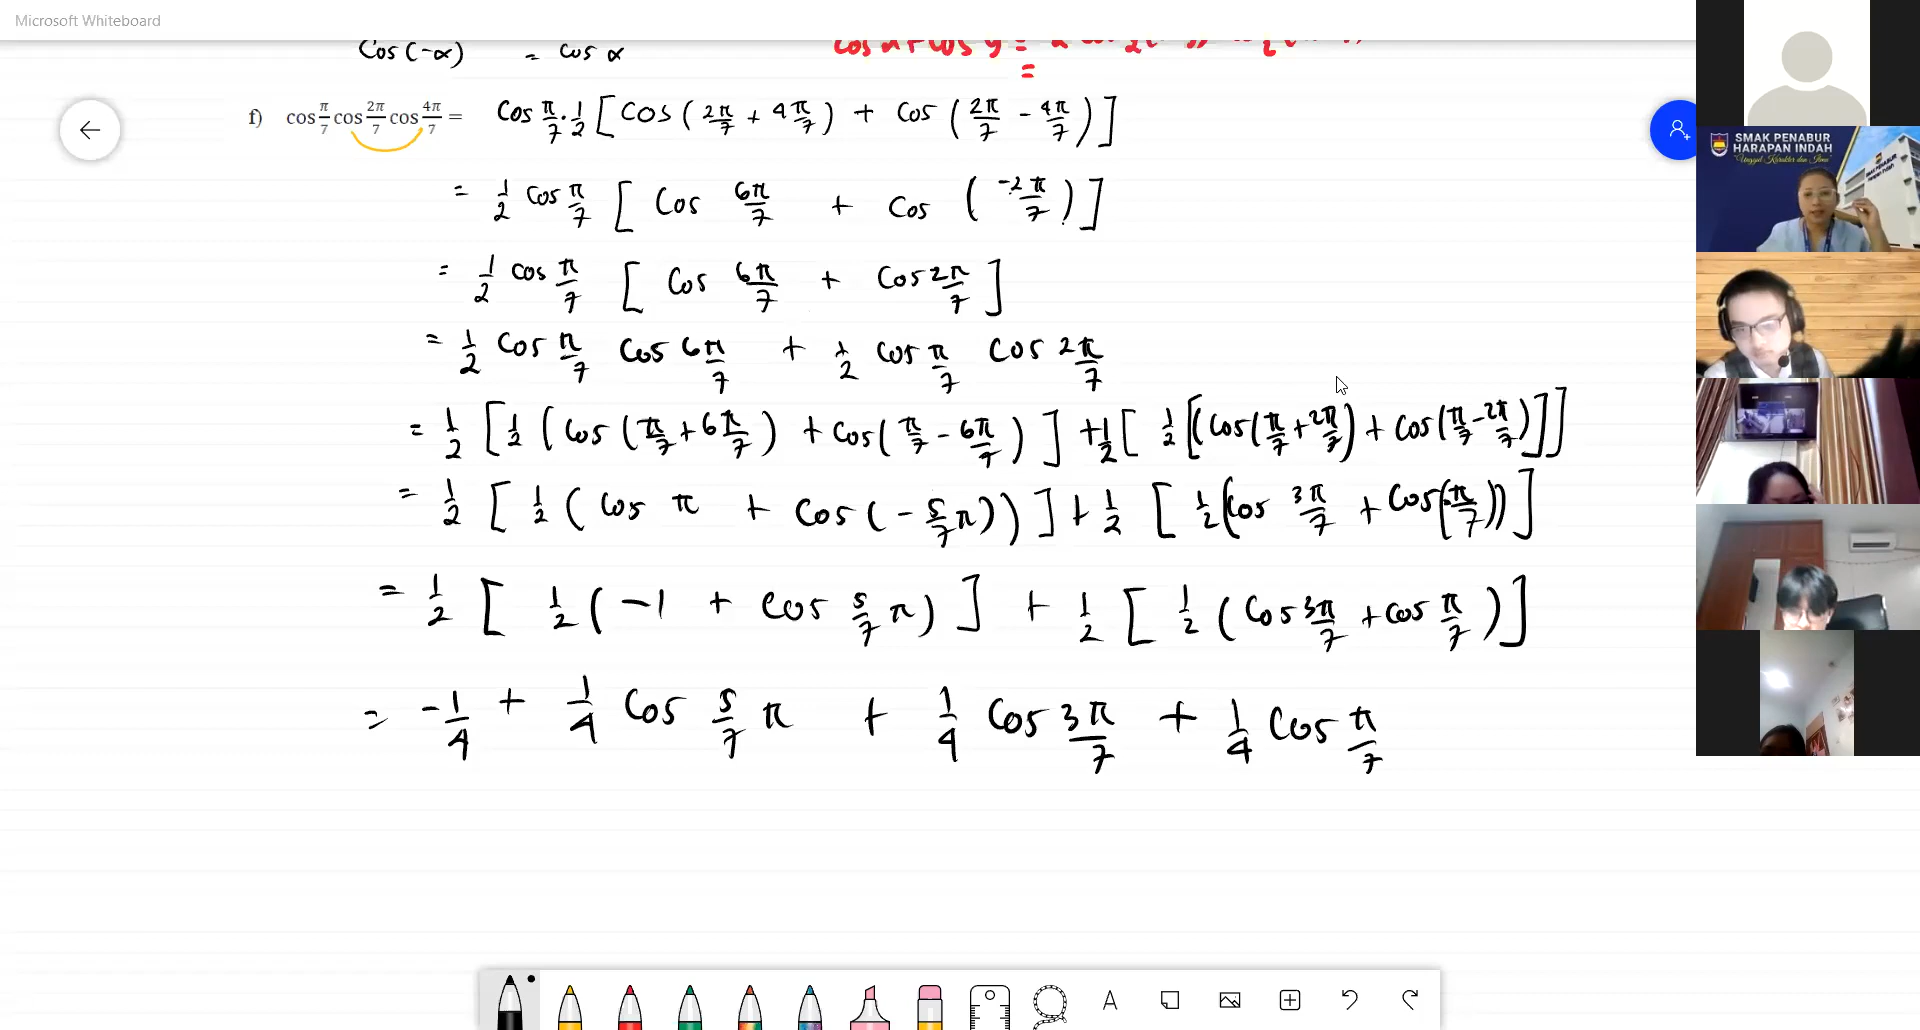 Microsoft Whiteboard
Cos (-α) = cos α
f) cos π/7 cos 2π/7 cos 4π/7 = Cos π/7 · 1/2 [ COS ( 2π/7 + 4π/7 ) + Cos ( 2π/7 - 4π/7 ) ]
= 1/2 cos π/7 [ Cos 6π/7 + Cos ( -2π/7 ) ]
= 1/2 cos π/7 [ Cos 6π/7 + Cos 2π/7 ]
= 1/2 Cos π/7 Cos 6π/7 + 1/2 Cos π/7 Cos 2π/7
= 1/2 [ 1/2 ( Cos ( π/7 + 6π/7 ) + Cos ( π/7 - 6π/7 ) ] + 1/2 [ 1/2 [ ( Cos ( π/7 + 2π/7 ) + Cos ( π/7 - 2π/7 ) ] ]
= 1/2 [ 1/2 ( Cos π + Cos ( - 5/7 π ) ) ] + 1/2 [ 1/2 ( Cos 3π/7 + Cos ( -π/7 ) ) ]
= 1/2 [ 1/2 ( -1 + Cos 5/7 π ) ] + 1/2 [ 1/2 ( Cos 3π/7 + Cos π/7 ) ]
= -1/4 + 1/4 Cos 5/7 π + 1/4 Cos 3π/7 + 1/4 Cos π/7
SMAK PENABUR
HARAPAN INDAH